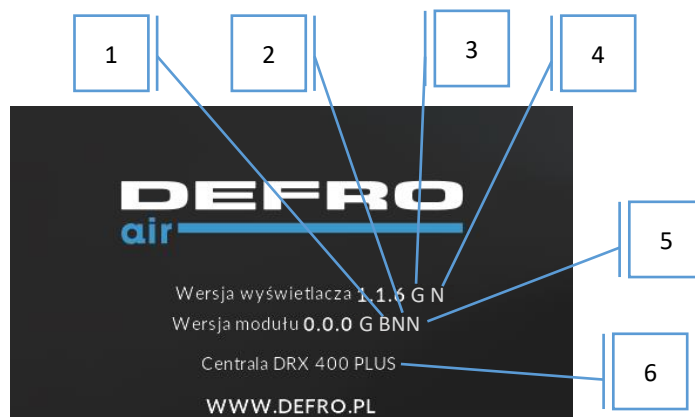 1 2 3 4
DEFRO
air
Wersja wyświetlacza 1.1.6 G N
5
Wersja modułu 0.0.0 G BNN
Centrala DRX 400 PLUS
6
WWW.DEFRO.PL